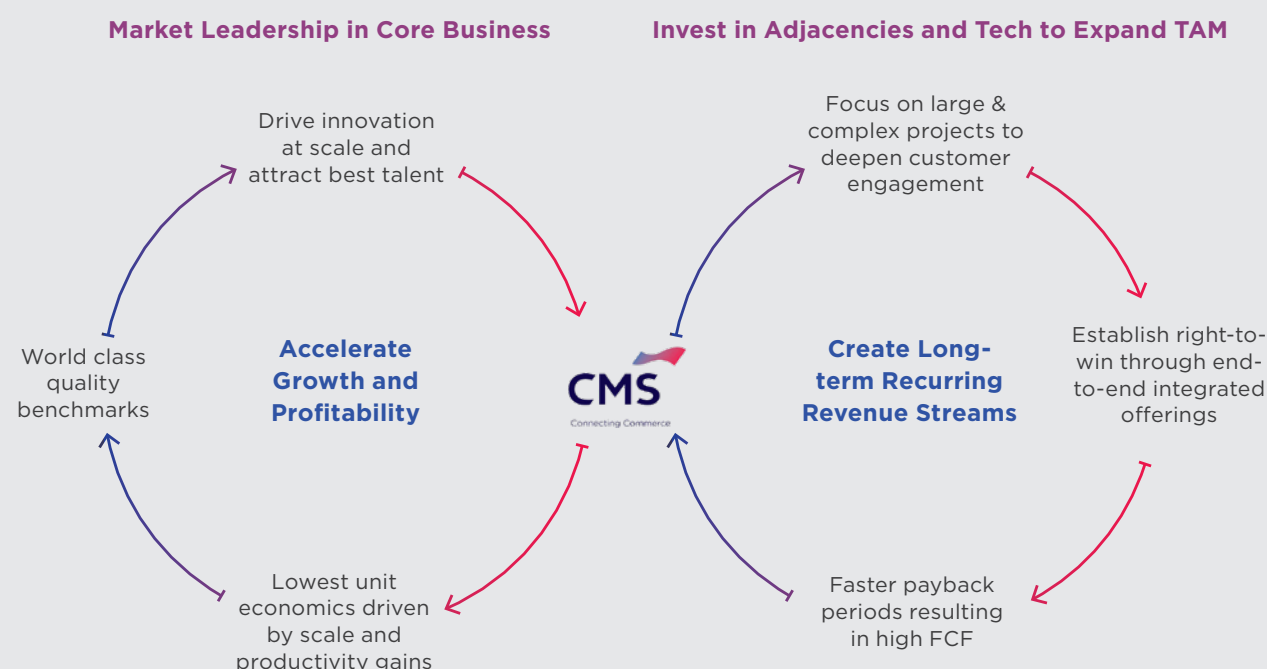 Market Leadership in Core Business
Invest in Adjacencies and Tech to Expand TAM
Drive innovation
at scale and
attract best talent
World class
quality
benchmarks
Accelerate
Growth and
Profitability
Lowest unit
economics driven
by scale and
productivity gains
CMS
Connecting Commerce
Focus on large &
complex projects to
deepen customer
engagement
Create Long-
term Recurring
Revenue Streams
Establish right-to-
win through end-
to-end integrated
offerings
Faster payback
periods resulting
in high FCF